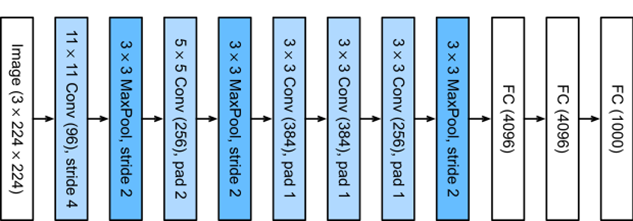 Image (3 × 224 × 224)
11 × 11 Conv (96), stride 4
3 × 3 MaxPool, stride 2
5 × 5 Conv (256), pad 2
3 × 3 MaxPool, stride 2
3 × 3 Conv (384), pad 1
3 × 3 Conv (384), pad 1
3 × 3 Conv (256), pad 1
3 × 3 MaxPool, stride 2
FC (4096)
FC (4096)
FC (1000)